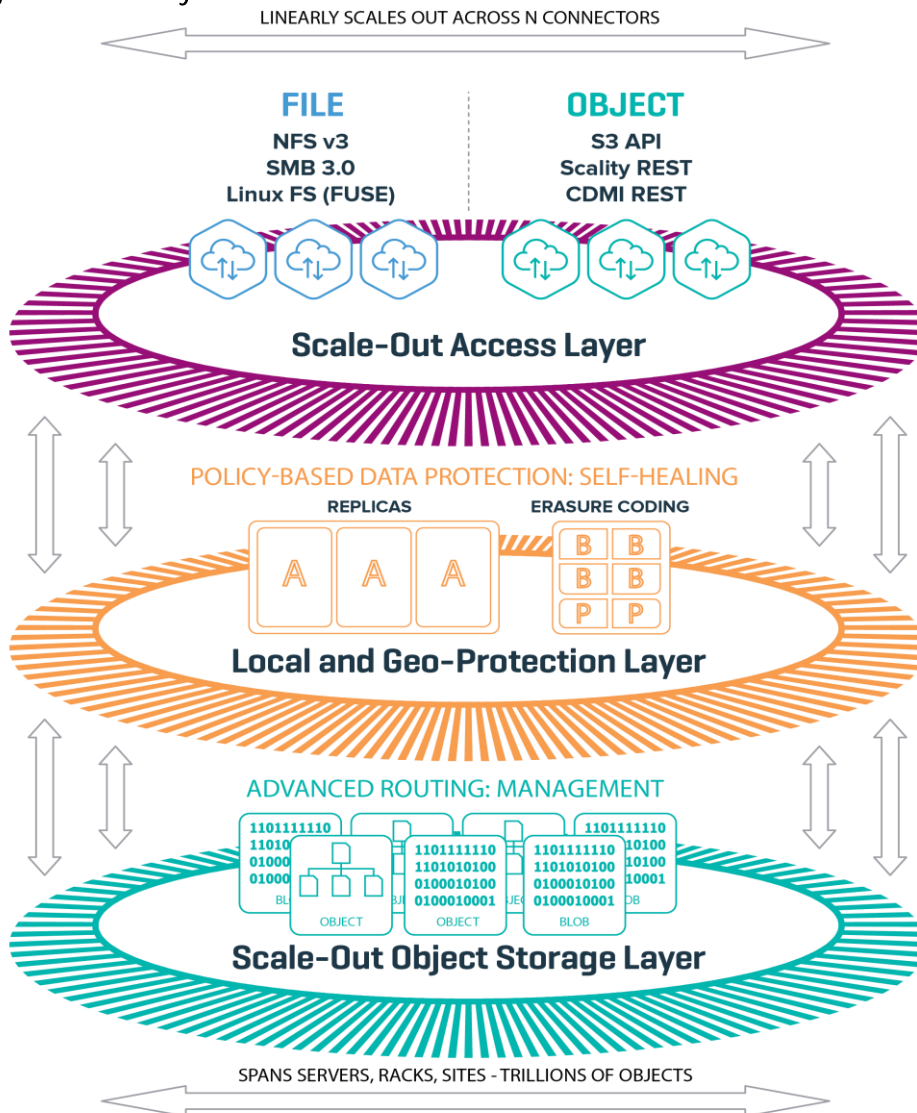 LINEARLY SCALES OUT ACROSS N CONNECTORS
FILE
NFS v3
SMB 3.0
Linux FS (FUSE)
OBJECT
S3 API
Scality REST
CDMI REST
Scale-Out Access Layer
POLICY-BASED DATA PROTECTION: SELF-HEALING
REPLICAS
A A A
ERASURE CODING
B B
B B
P P
Local and Geo-Protection Layer
ADVANCED ROUTING: MANAGEMENT
1101111110
OBJECT
1101111110
1101010100
0100010100
0100010001
OBJECT
1101111110
1101010100
0100010100
0100010001
BLOB
1101111110
Scale-Out Object Storage Layer
SPANS SERVERS, RACKS, SITES - TRILLIONS OF OBJECTS